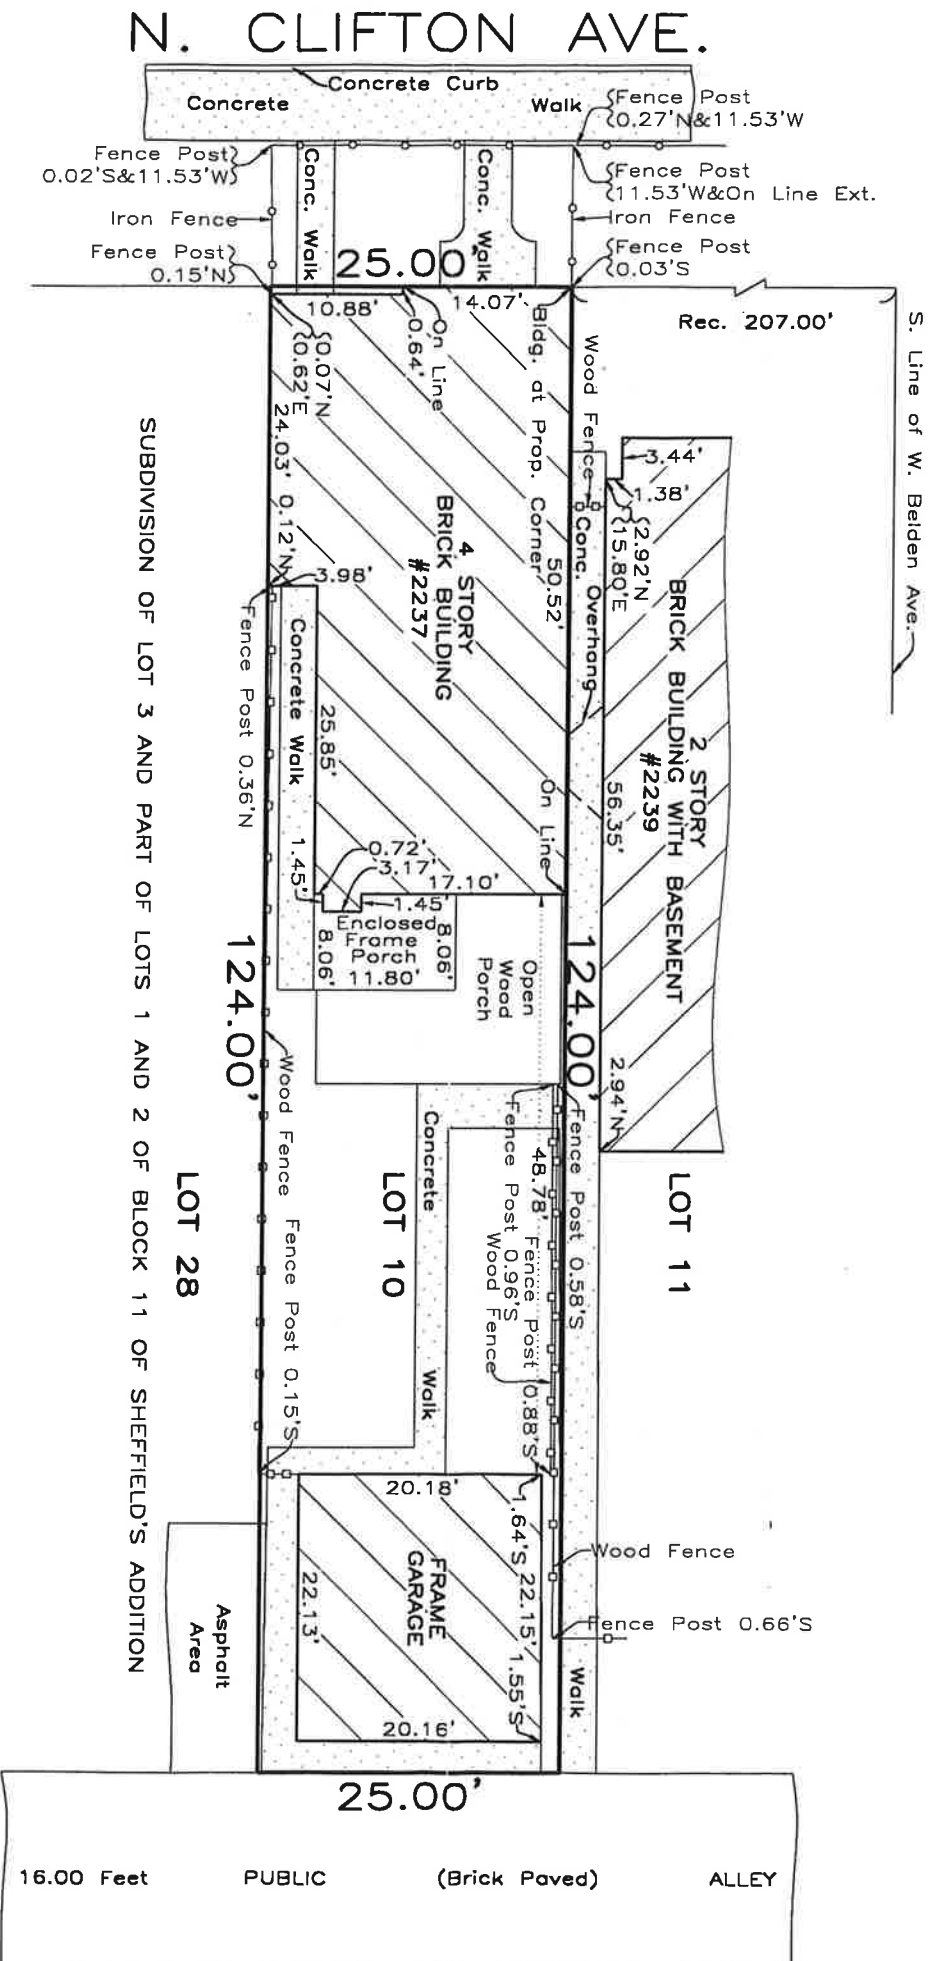 N. CLIFTON AVE.
Concrete Curb
Concrete
Walk
Fence Post
0.27'N&11.53'W
Fence Post
0.02'S&11.53'W
Conc. Walk
Conc. Walk
Fence Post
11.53'W&On Line Ext.
Iron Fence
Iron Fence
Fence Post
0.15'N
25.00'
Fence Post
0.03'S
10.88'
14.07'
0.64'
On Line
Bldg. at Prop. Corner
Rec. 207.00'
S. Line of W. Belden Ave.
0.07'N
0.62'E
24.03'
0.12'N
3.98'
Wood Fence
3.44'
1.38'
2.92'N
15.80'E
Conc.
Overhang
50.52'
4 STORY
BRICK BUILDING
#2237
2 STORY
BRICK BUILDING WITH BASEMENT
#2239
56.35'
2.94'N
Fence Post 0.36'N
Concrete Walk
25.85'
On Line
0.72'
3.17'
17.10'
1.45'
1.45'
Enclosed
Frame
Porch
11.80'
8.06'
8.06'
Open
Wood
Porch
124.00'
124.00'
SUBDIVISION OF LOT 3 AND PART OF LOTS 1 AND 2 OF BLOCK 11 OF SHEFFIELD'S ADDITION
Wood Fence
Fence Post 0.15'S
Concrete
Walk
Fence Post 0.58'S
Fence Post 0.96'S
48.78'
Fence Post 0.88'S
Wood Fence
LOT 28
LOT 10
LOT 11
20.18'
1.64'S
22.15'
1.55'S
22.13'
FRAME
GARAGE
20.16'
Wood Fence
Fence Post 0.66'S
Walk
Asphalt
Area
25.00'
16.00 Feet
PUBLIC
(Brick Paved)
ALLEY